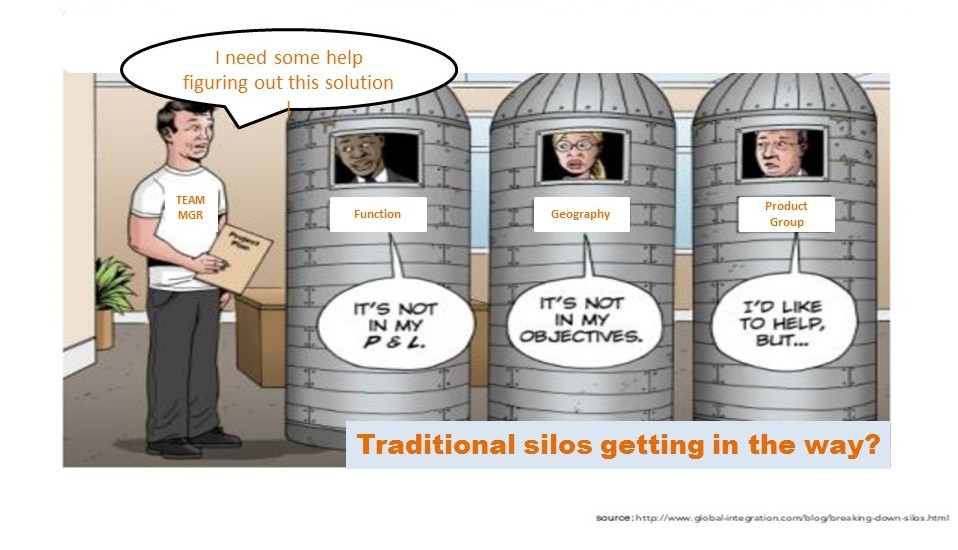 I need some help
figuring out this solution
!
TEAM
MGR
Project
Plan
Function
Geography
Product
Group
IT'S NOT
IN MY
P & L.
IT'S NOT
IN MY
OBJECTIVES.
I'D LIKE
TO HELP,
BUT...
Traditional silos getting in the way?
source: http://www.global-integration.com/blog/breaking-down-silos.html